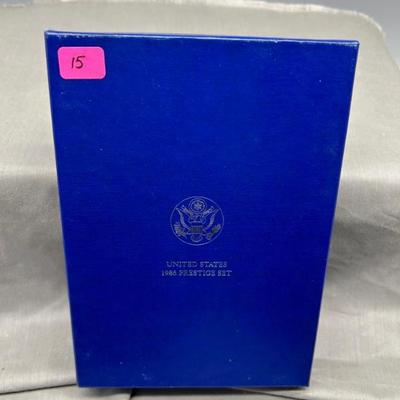 15
UNITED STATES
1986 PRESTIGE SET